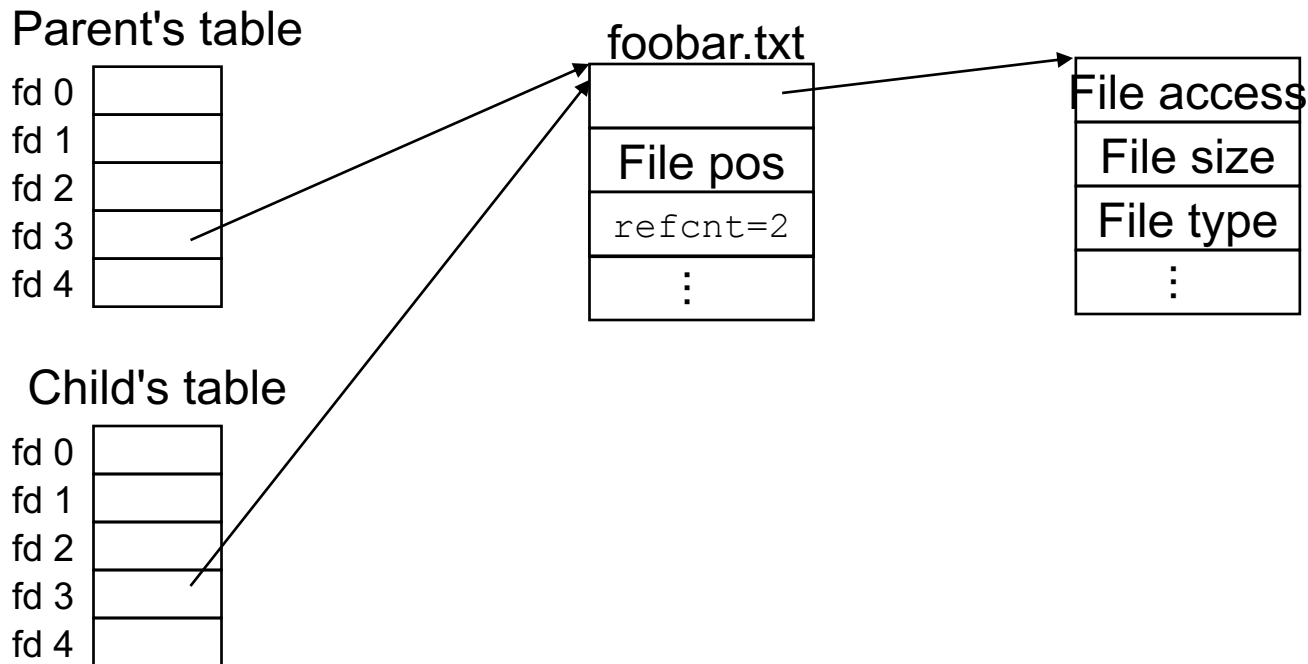 Parent's table
fd 0
fd 1
fd 2
fd 3
fd 4
foobar.txt
File pos
refcnt=2
⋮
File access
File size
File type
⋮
Child's table
fd 0
fd 1
fd 2
fd 3
fd 4